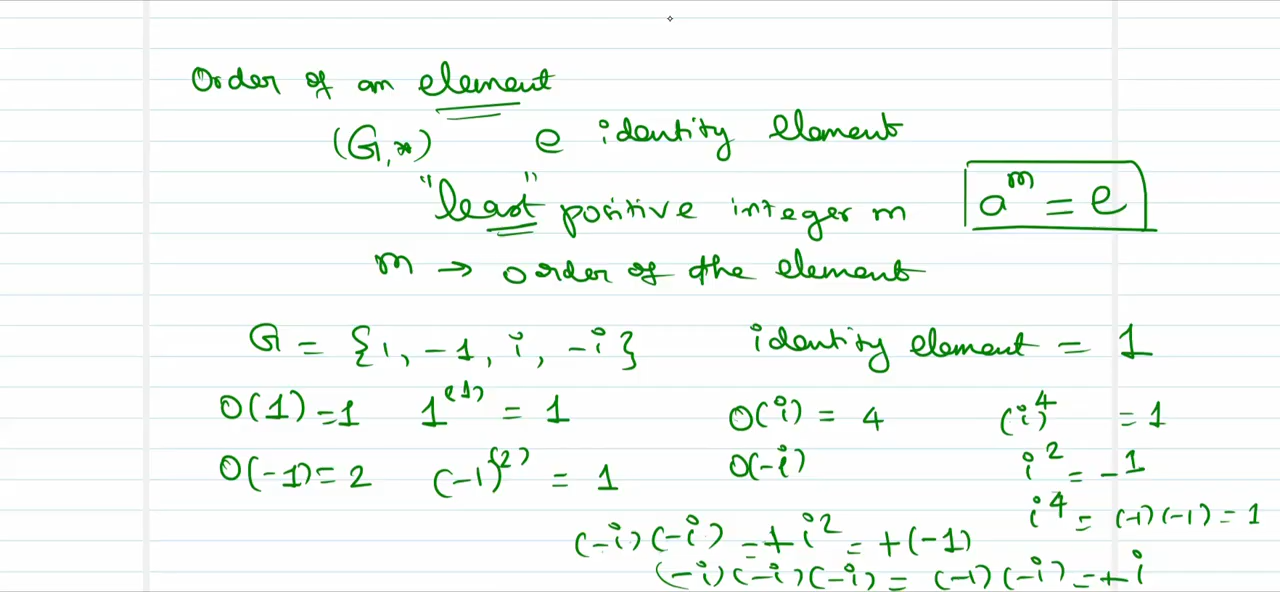 Order of an element
(G, *) e identity element
"least" positive integer m a^m = e
m → order of the element
G = {1, -1, i, -i} identity element = 1
O(1) = 1 1^(1) = 1 O(i) = 4 (i)^4 = 1
O(-1) = 2 (-1)^(2) = 1 O(-i) i^2 = -1
i^4 = (-1)(-1) = 1
(-i)(-i) = +i^2 = +(-1)
(-i)(-i)(-i) = (-1)(-i) = +i